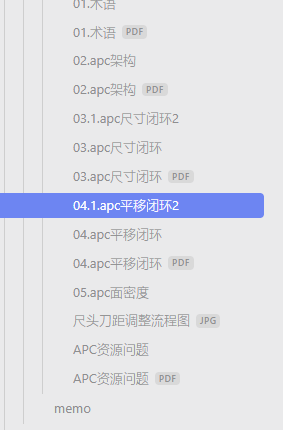 01.术语
01.术语 PDF
02.apc架构
02.apc架构 PDF
03.1.apc尺寸闭环2
03.apc尺寸闭环
03.apc尺寸闭环 PDF
04.1.apc平移闭环2
04.apc平移闭环
04.apc平移闭环 PDF
05.apc面密度
尺头刀距调整流程图 JPG
APC资源问题
APC资源问题 PDF
memo